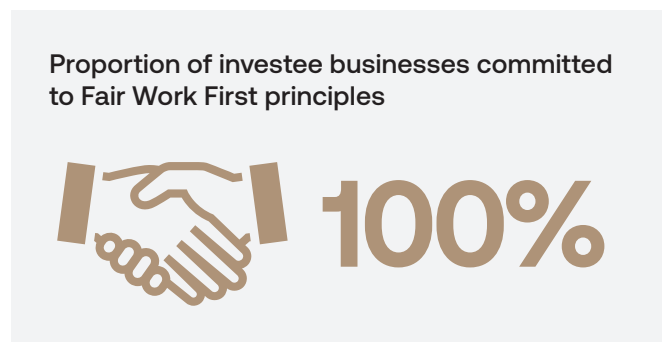 Proportion of investee businesses committed
to Fair Work First principles
100%